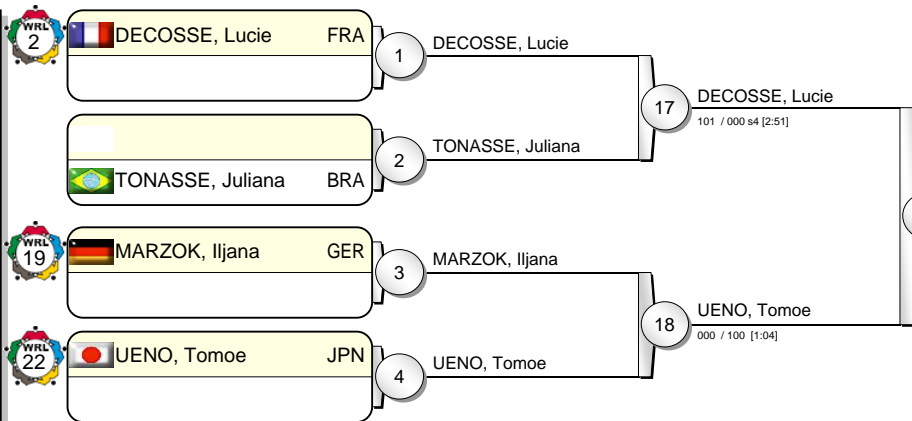 WRL
2
DECOSSE, Lucie FRA
1
DECOSSE, Lucie
17
DECOSSE, Lucie
101 / 000 s4 [2:51]
TONASSE, Juliana BRA
2
TONASSE, Juliana
WRL
19
MARZOK, Iljana GER
3
MARZOK, Iljana
18
UENO, Tomoe
000 / 100 [1:04]
WRL
22
UENO, Tomoe JPN
4
UENO, Tomoe